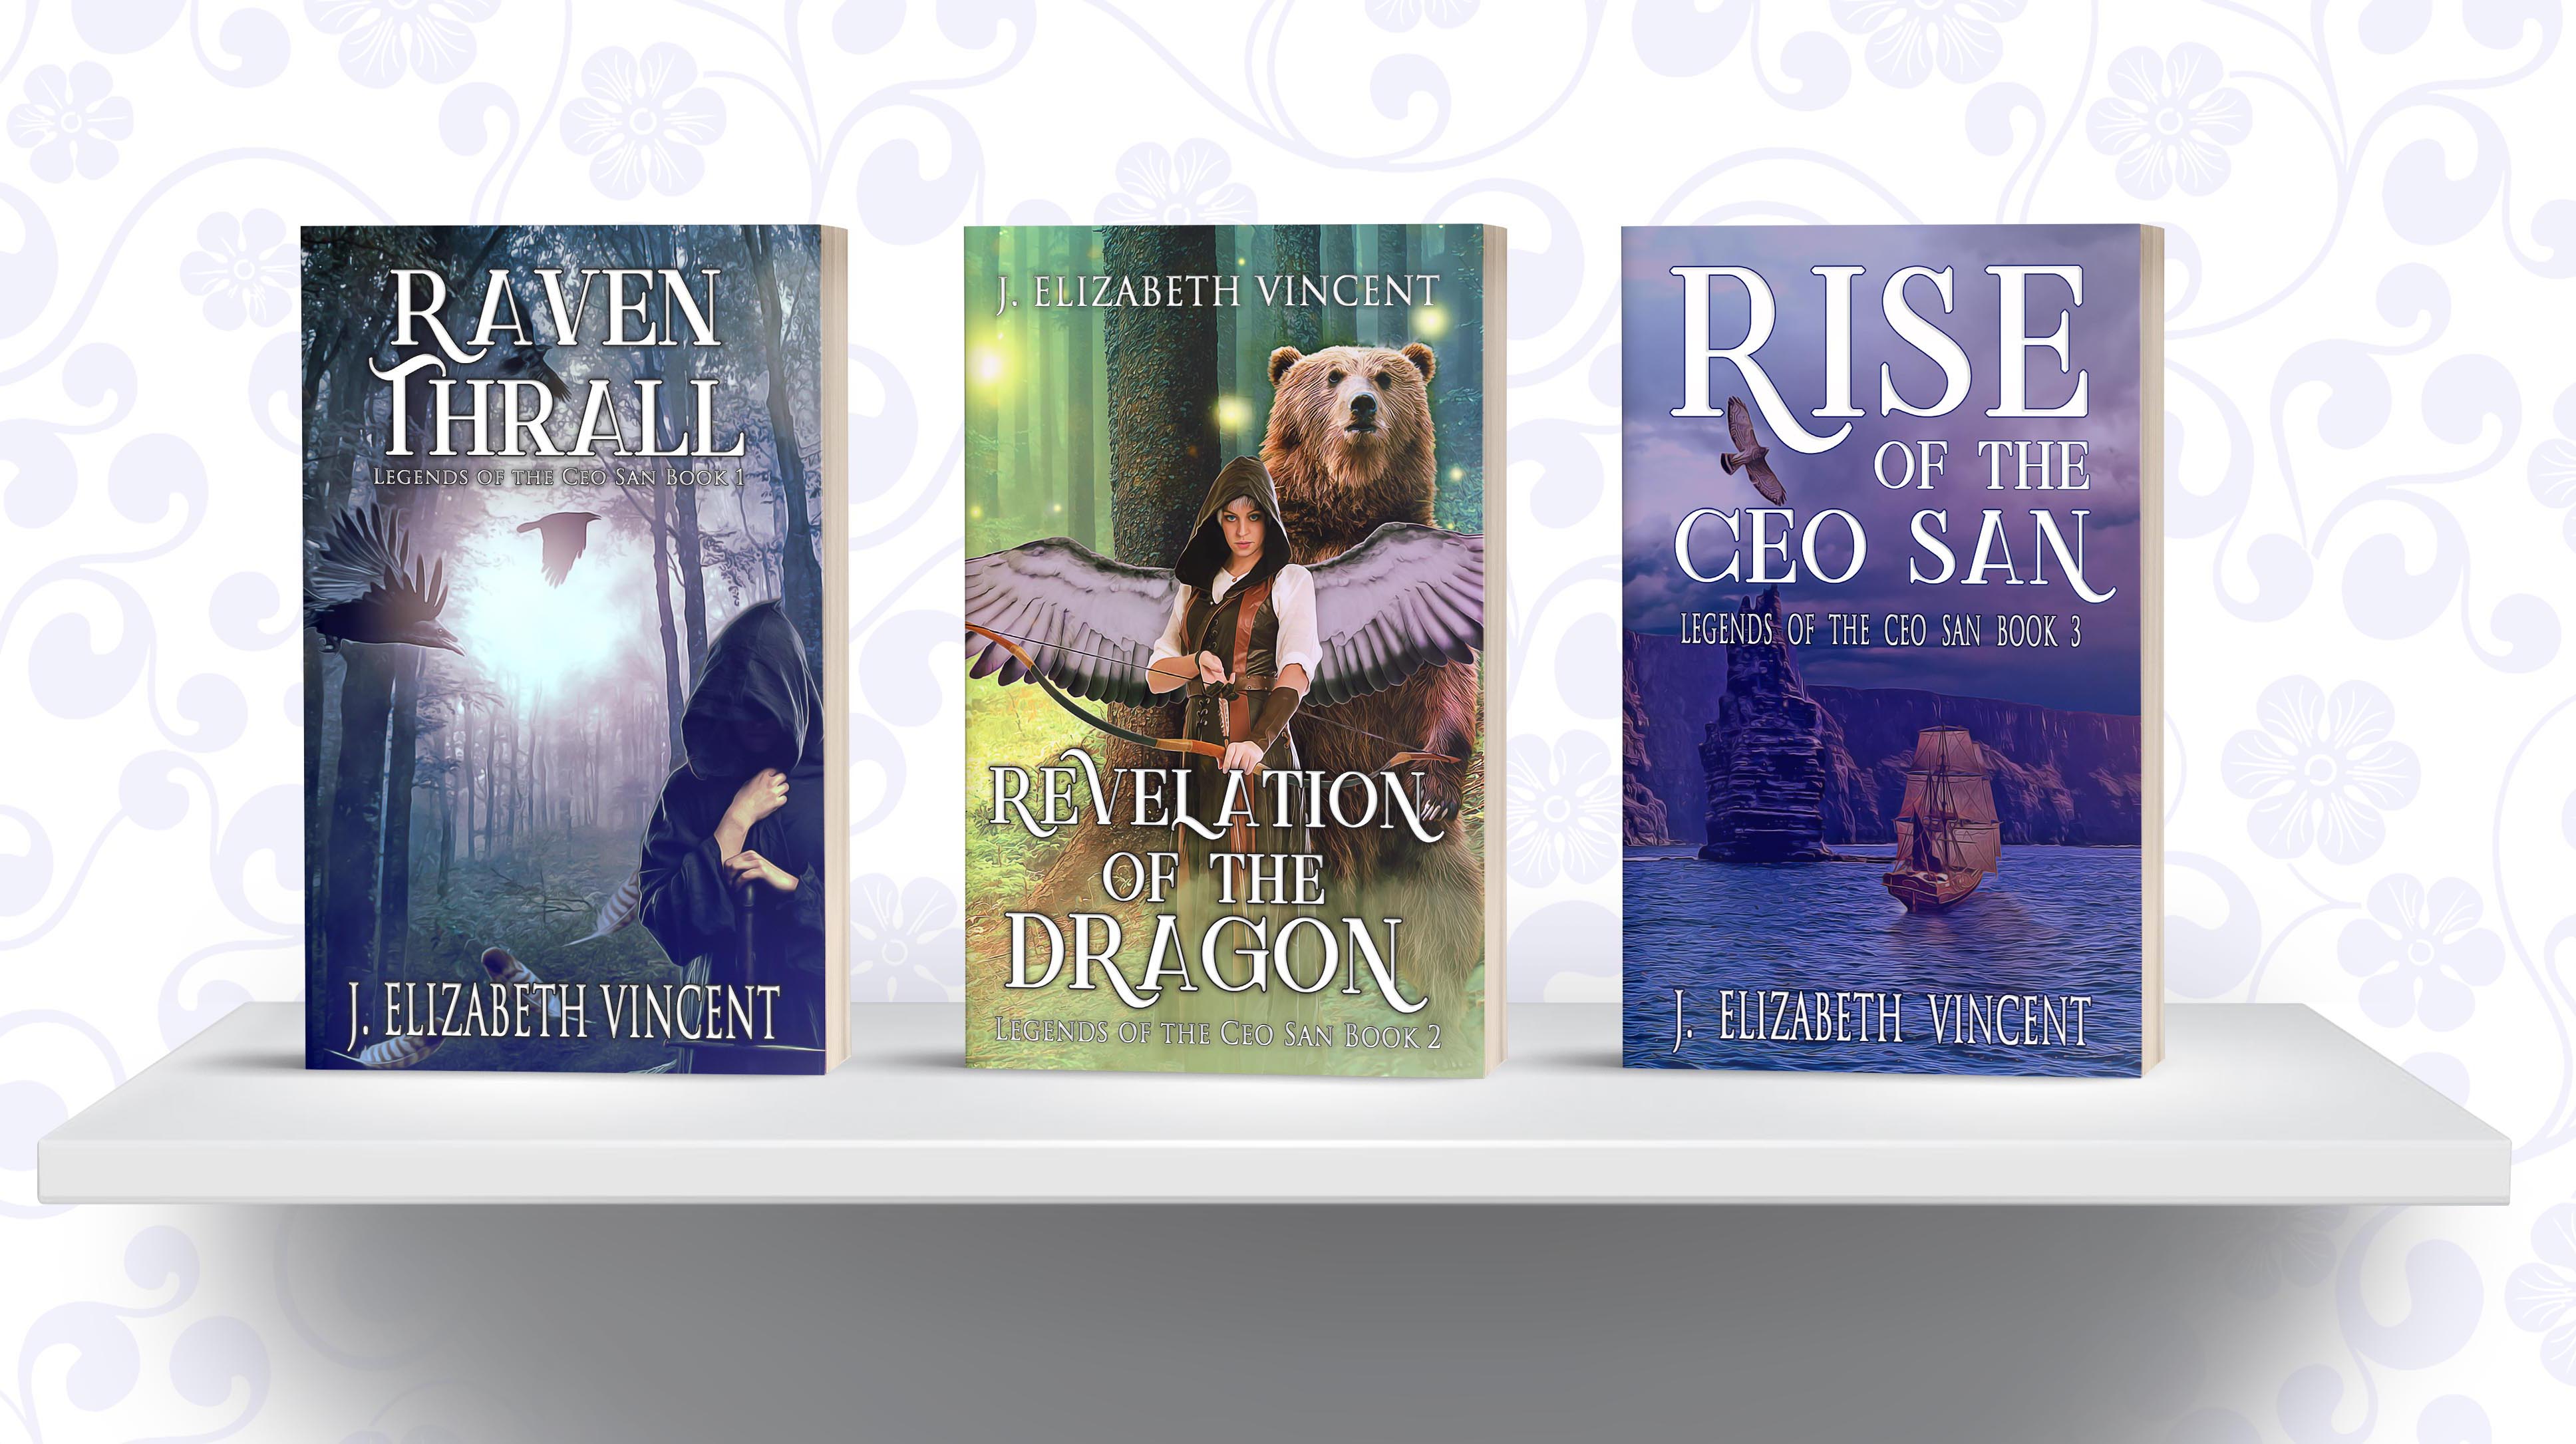 RAVEN
THRALL
LEGENDS OF THE CEO SAN BOOK 1
J. ELIZABETH VINCENT
J. ELIZABETH VINCENT
REVELATION
OF THE
DRAGON
LEGENDS OF THE CEO SAN BOOK 2
RISE
OF THE
CEO SAN
LEGENDS OF THE CEO SAN BOOK 3
J. ELIZABETH VINCENT